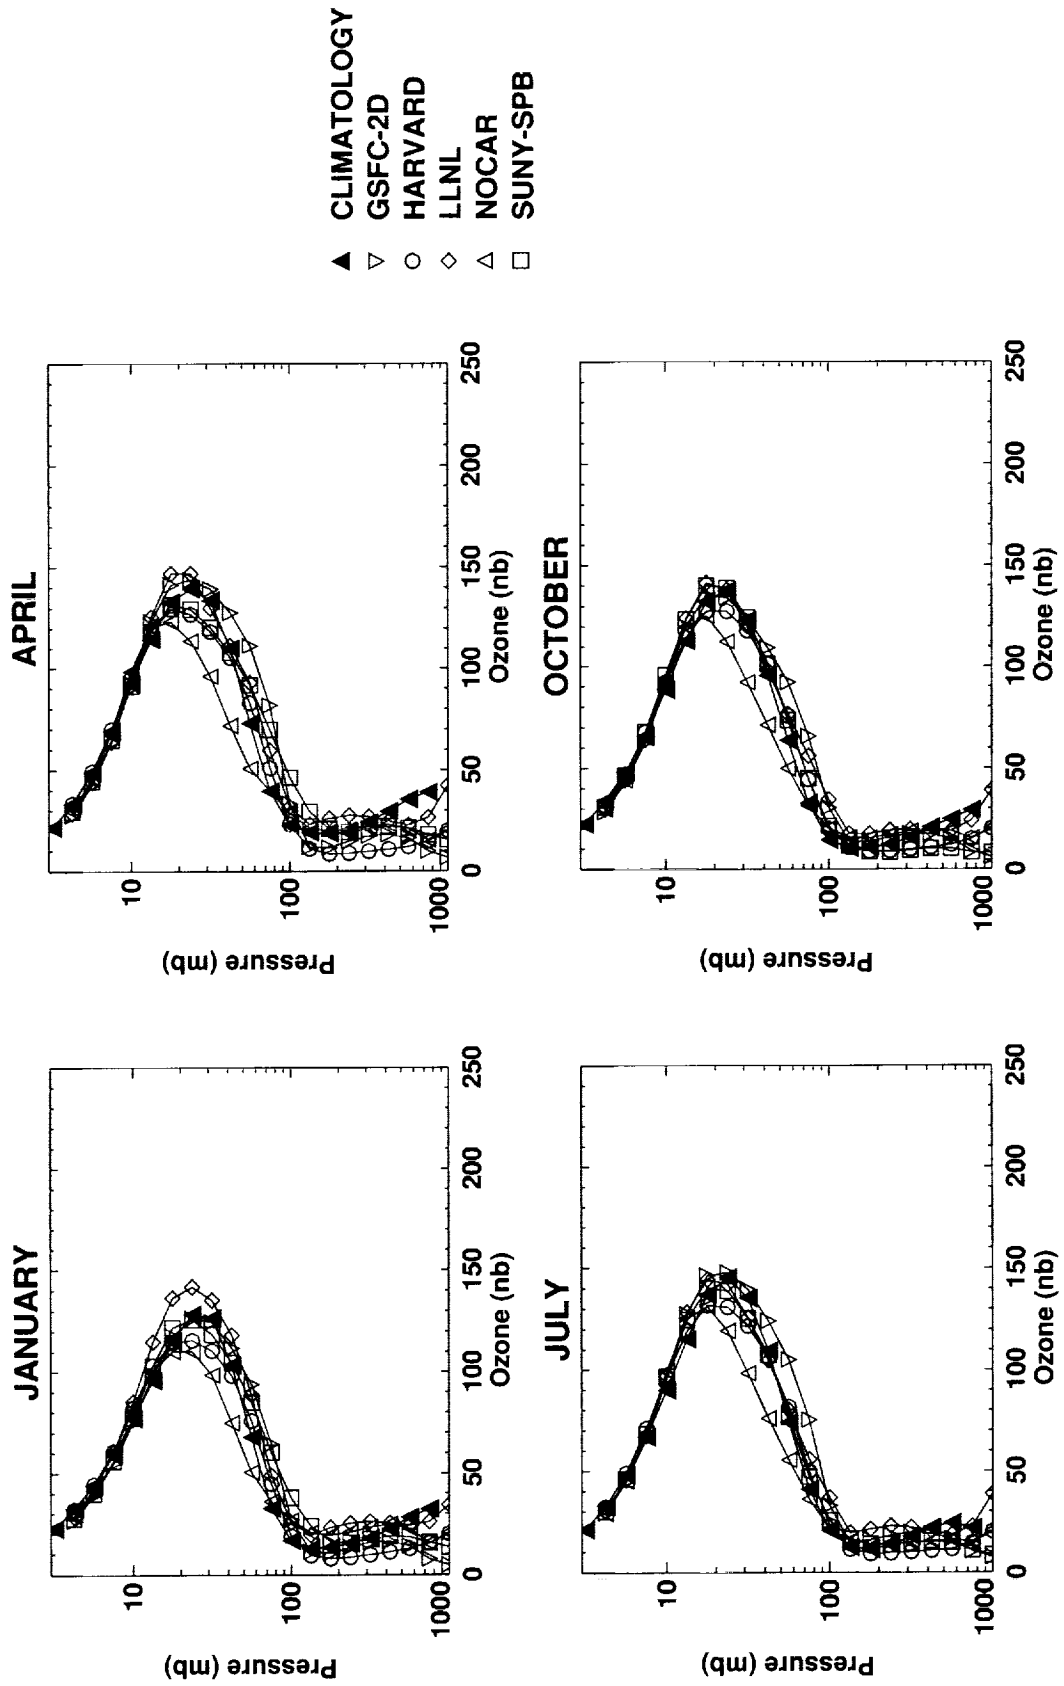 JANUARY
Pressure (mb)
10
100
1000
0
50
100
150
200
250
Ozone (nb)
APRIL
Pressure (mb)
10
100
1000
0
50
100
150
200
250
Ozone (nb)
CLIMATOLOGY
GSFC-2D
HARVARD
LLNL
NOCAR
SUNY-SPB
JULY
Pressure (mb)
10
100
1000
0
50
100
150
200
250
Ozone (nb)
OCTOBER
Pressure (mb)
10
100
1000
0
50
100
150
200
250
Ozone (nb)